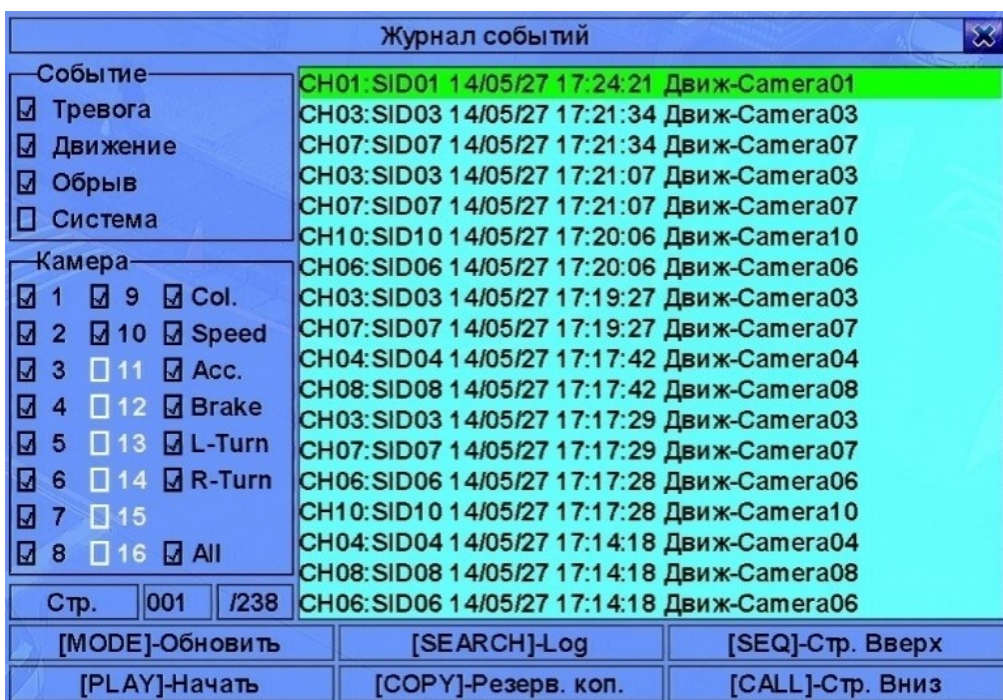 Журнал событий
Событие
Тревога
Движение
Обрыв
Система
Камера
1 9 Col.
2 10 Speed
3 11 Acc.
4 12 Brake
5 13 L-Turn
6 14 R-Turn
7 15
8 16 All
Стр. 001 /238
CH01:SID01 14/05/27 17:24:21 Движ-Camera01
CH03:SID03 14/05/27 17:21:34 Движ-Camera03
CH07:SID07 14/05/27 17:21:34 Движ-Camera07
CH03:SID03 14/05/27 17:21:07 Движ-Camera03
CH07:SID07 14/05/27 17:21:07 Движ-Camera07
CH10:SID10 14/05/27 17:20:06 Движ-Camera10
CH06:SID06 14/05/27 17:20:06 Движ-Camera06
CH03:SID03 14/05/27 17:19:27 Движ-Camera03
CH07:SID07 14/05/27 17:19:27 Движ-Camera07
CH04:SID04 14/05/27 17:17:42 Движ-Camera04
CH08:SID08 14/05/27 17:17:42 Движ-Camera08
CH03:SID03 14/05/27 17:17:29 Движ-Camera03
CH07:SID07 14/05/27 17:17:29 Движ-Camera07
CH06:SID06 14/05/27 17:17:28 Движ-Camera06
CH10:SID10 14/05/27 17:17:28 Движ-Camera10
CH04:SID04 14/05/27 17:14:18 Движ-Camera04
CH08:SID08 14/05/27 17:14:18 Движ-Camera08
CH06:SID06 14/05/27 17:14:18 Движ-Camera06
[MODE]-Обновить [SEARCH]-Log [SEQ]-Стр. Вверх
[PLAY]-Начать [COPY]-Резерв. коп. [CALL]-Стр. Вниз